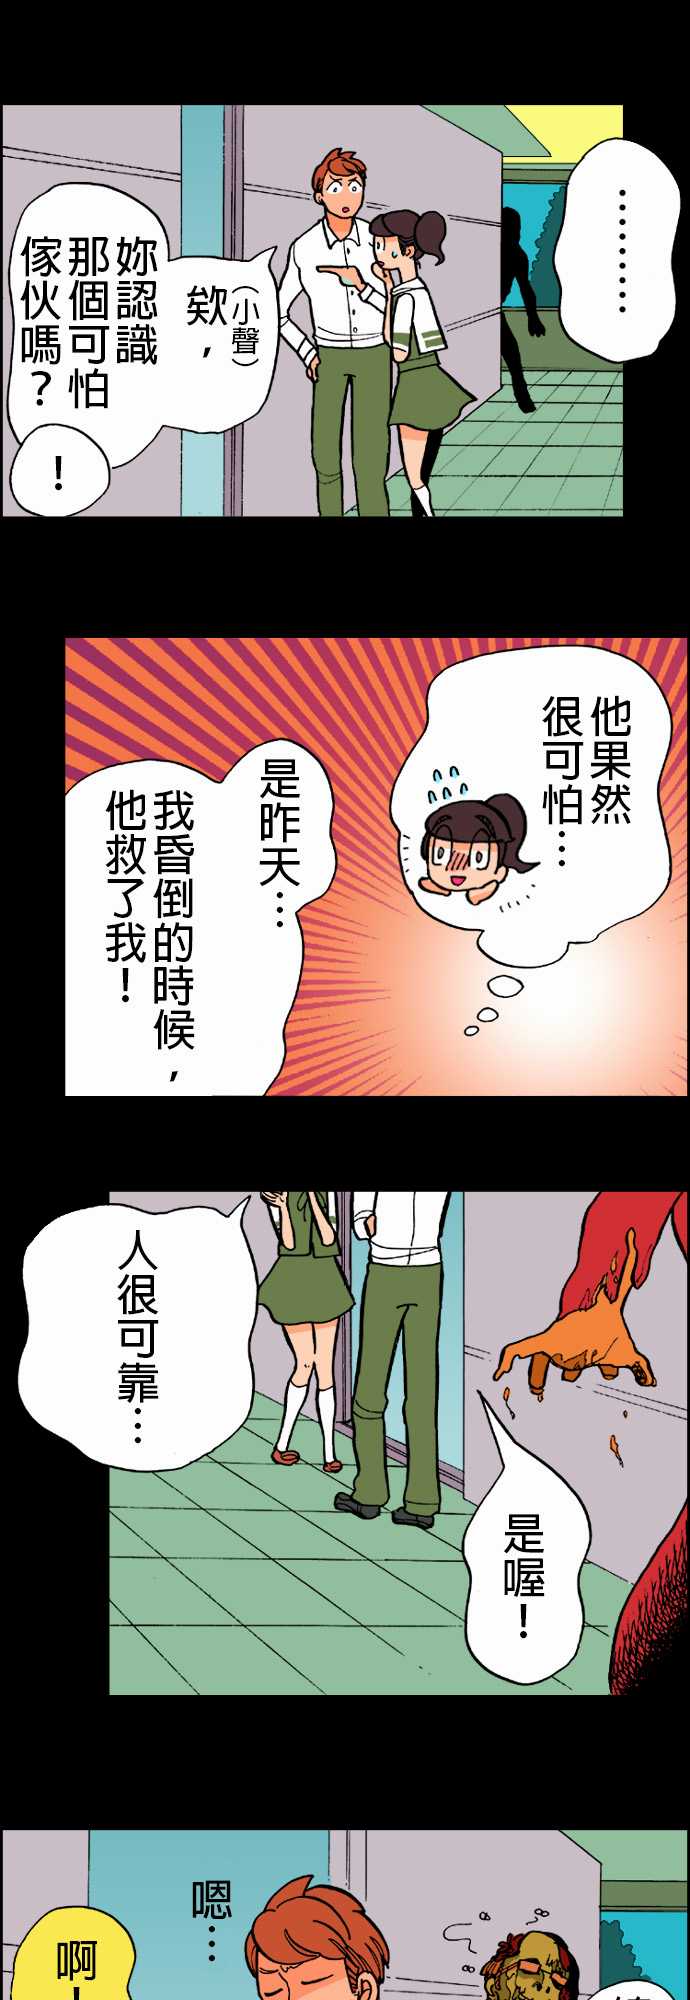 ⋯⋯⋯
(小聲)
欸,
妳認識
那個可怕
傢伙嗎？
！
他果然
很可怕⋯
是昨天⋯
我昏倒的時候,
他救了我！
人很可靠⋯
是喔！
嗯⋯
啊！